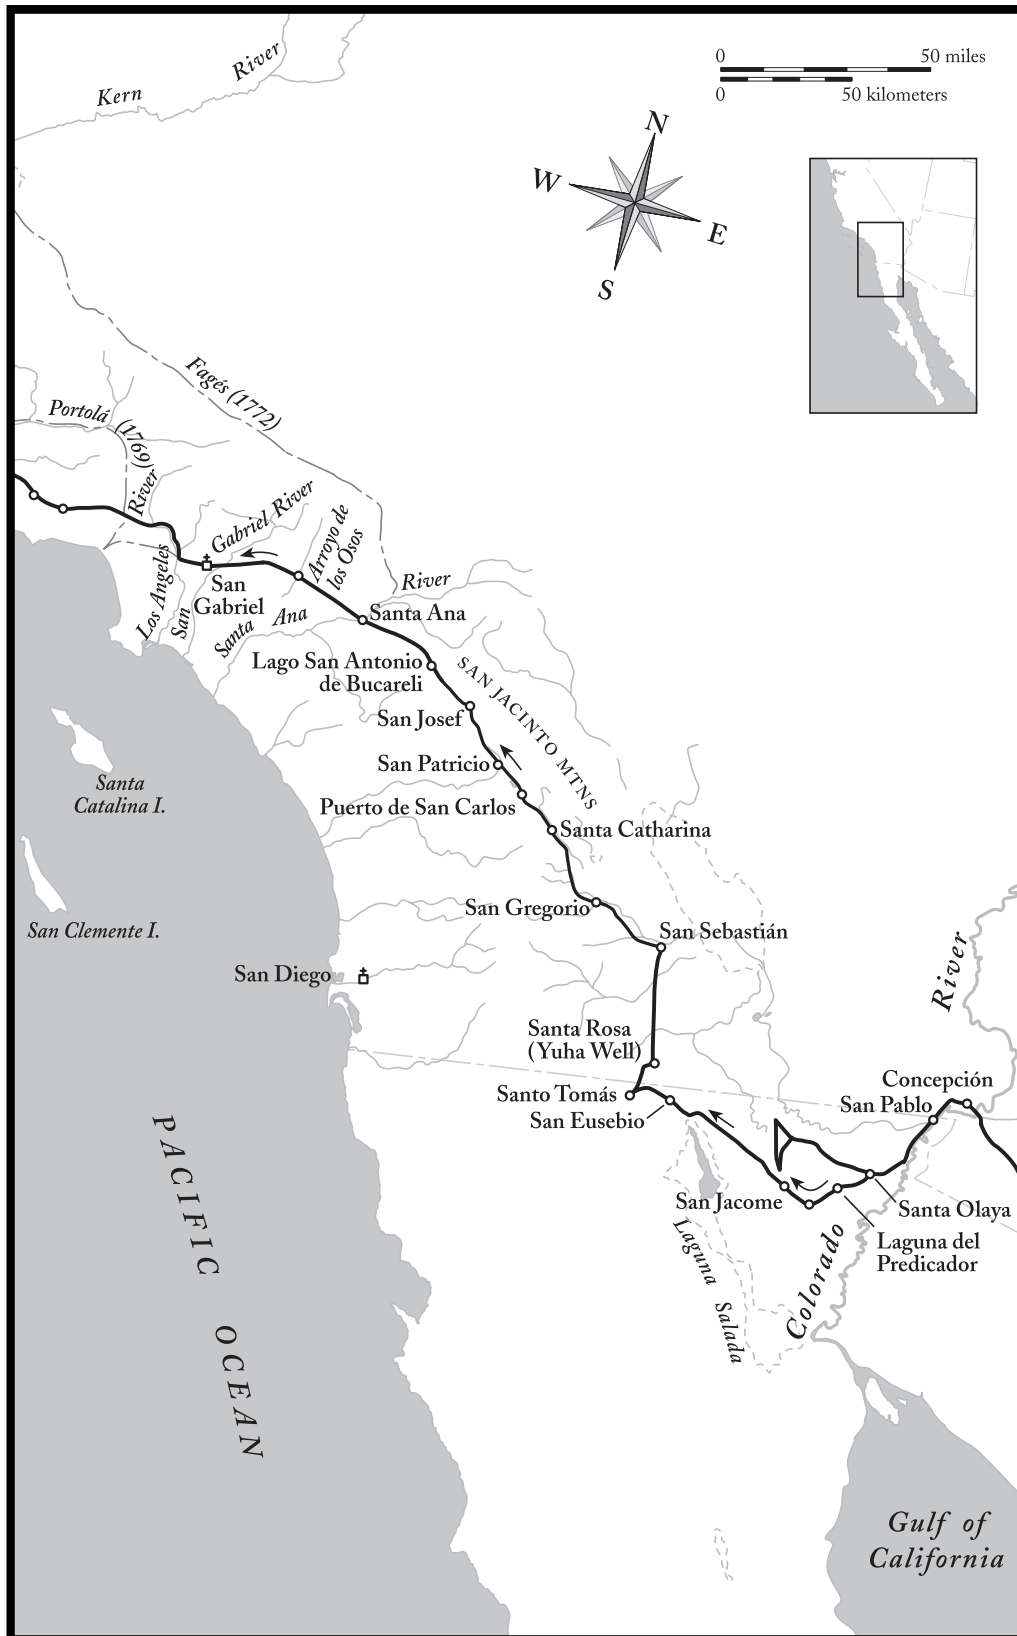 0 50 miles
0 50 kilometers
Kern River
N
W
E
S
Fagés (1772)
Portolá (1769)
River
Gabriel River
Arroyo de
los Osos
Los Angeles
San
San
Gabriel
Santa Ana
River
Santa Ana
Lago San Antonio
de Bucareli
SAN JACINTO MTNS
San Josef
San Patricio
Puerto de San Carlos
Santa Catharina
Santa
Catalina I.
San Gregorio
San Clemente I.
San Sebastián
San Diego
River
Santa Rosa
(Yuha Well)
Santo Tomás
San Eusebio
Concepción
San Pablo
San Jacome
Santa Olaya
Laguna del
Predicador
Laguna Salada
Colorado
PACIFIC OCEAN
Gulf of
California